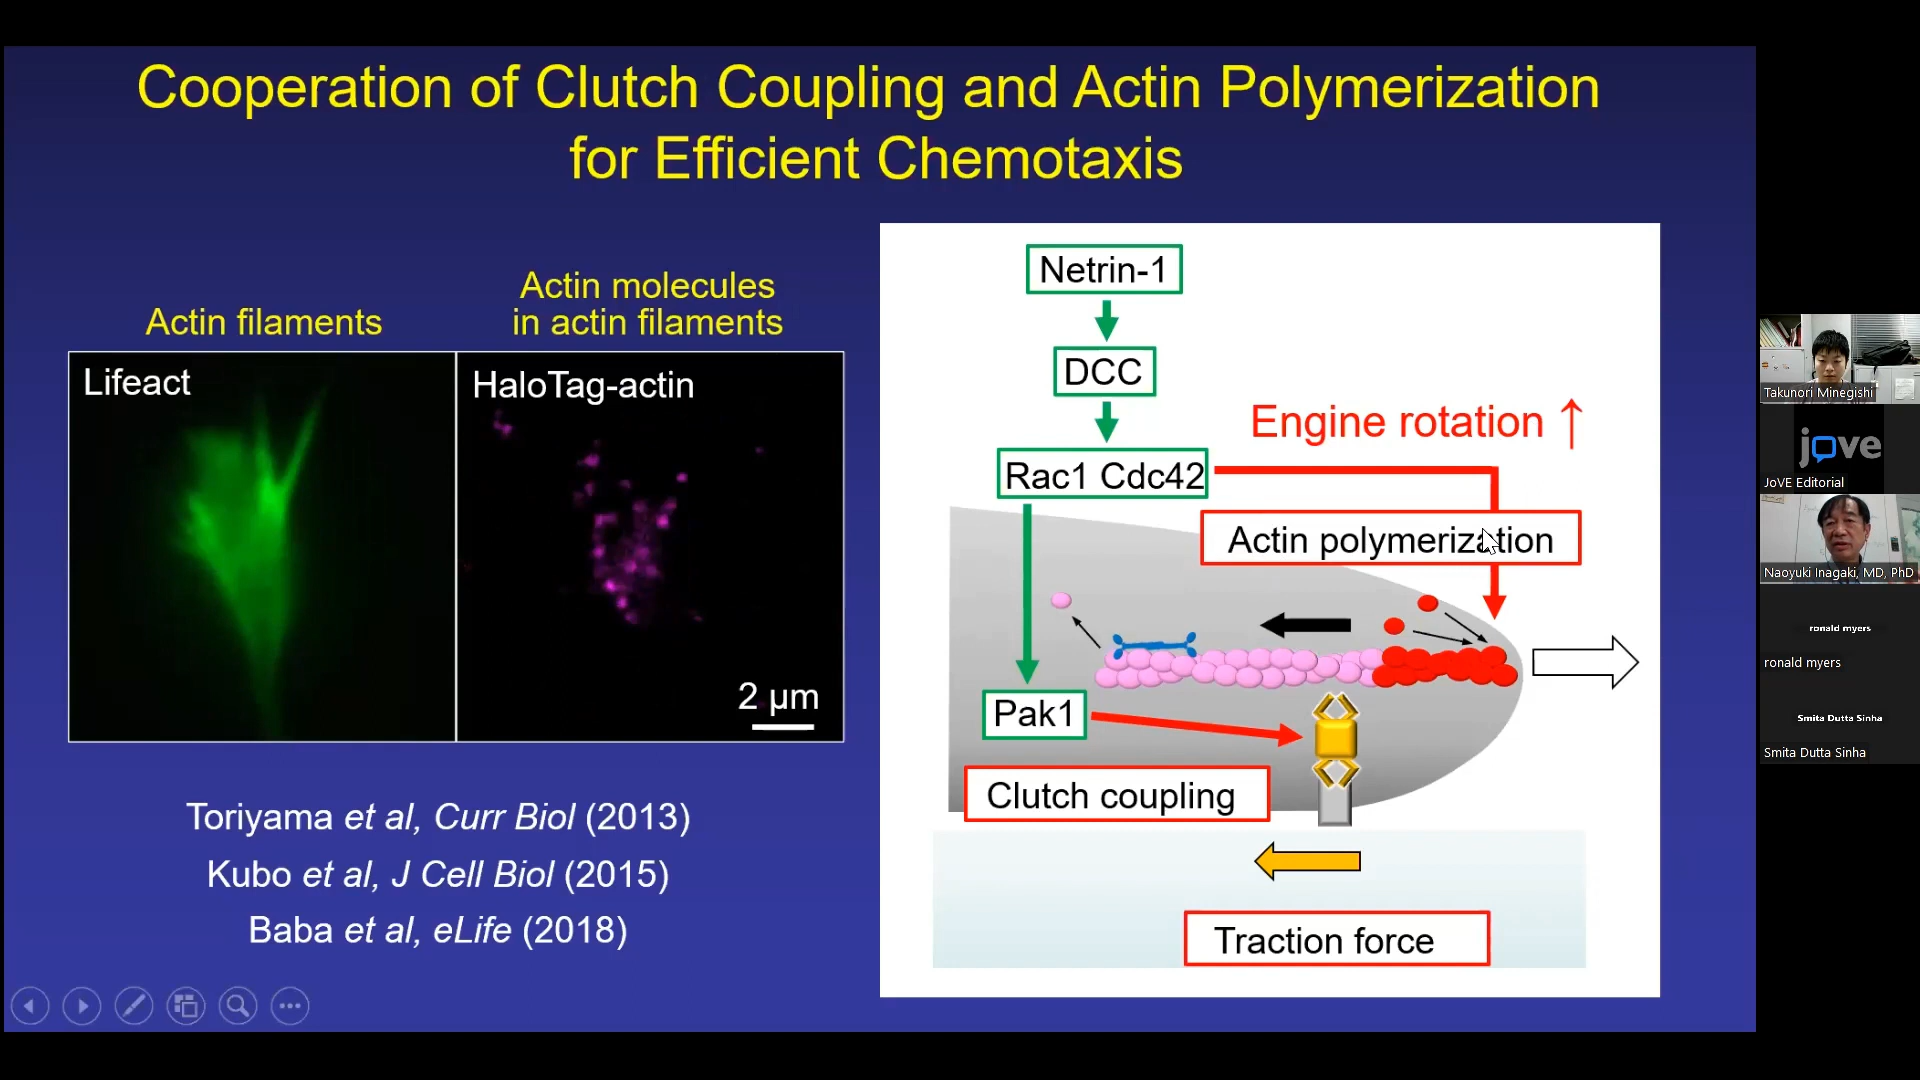 Cooperation of Clutch Coupling and Actin Polymerization
for Efficient Chemotaxis
Actin filaments
Actin molecules
in actin filaments
Lifeact
HaloTag-actin
2 µm
Toriyama et al, Curr Biol (2013)
Kubo et al, J Cell Biol (2015)
Baba et al, eLife (2018)
Netrin-1
DCC
Rac1 Cdc42
Engine rotation ↑
Actin polymerization
Pak1
Clutch coupling
Traction force
Takunori Minegishi
jove
JoVE Editorial
Naoyuki Inagaki, MD, PhD
ronald myers
ronald myers
Smita Dutta Sinha
Smita Dutta Sinha